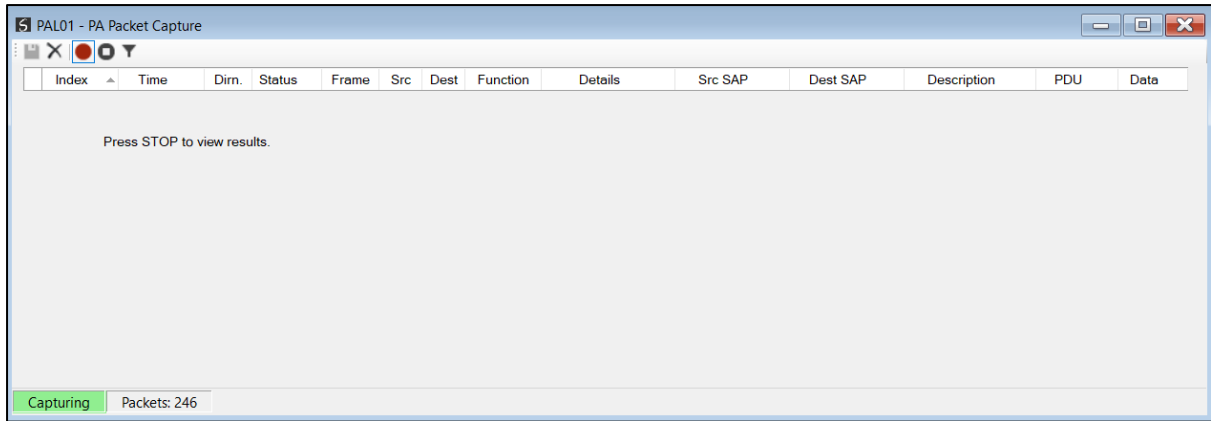 PAL01 - PA Packet Capture
Index Time Dirn. Status Frame Src Dest Function Details Src SAP Dest SAP Description PDU Data
Press STOP to view results.
Capturing Packets: 246